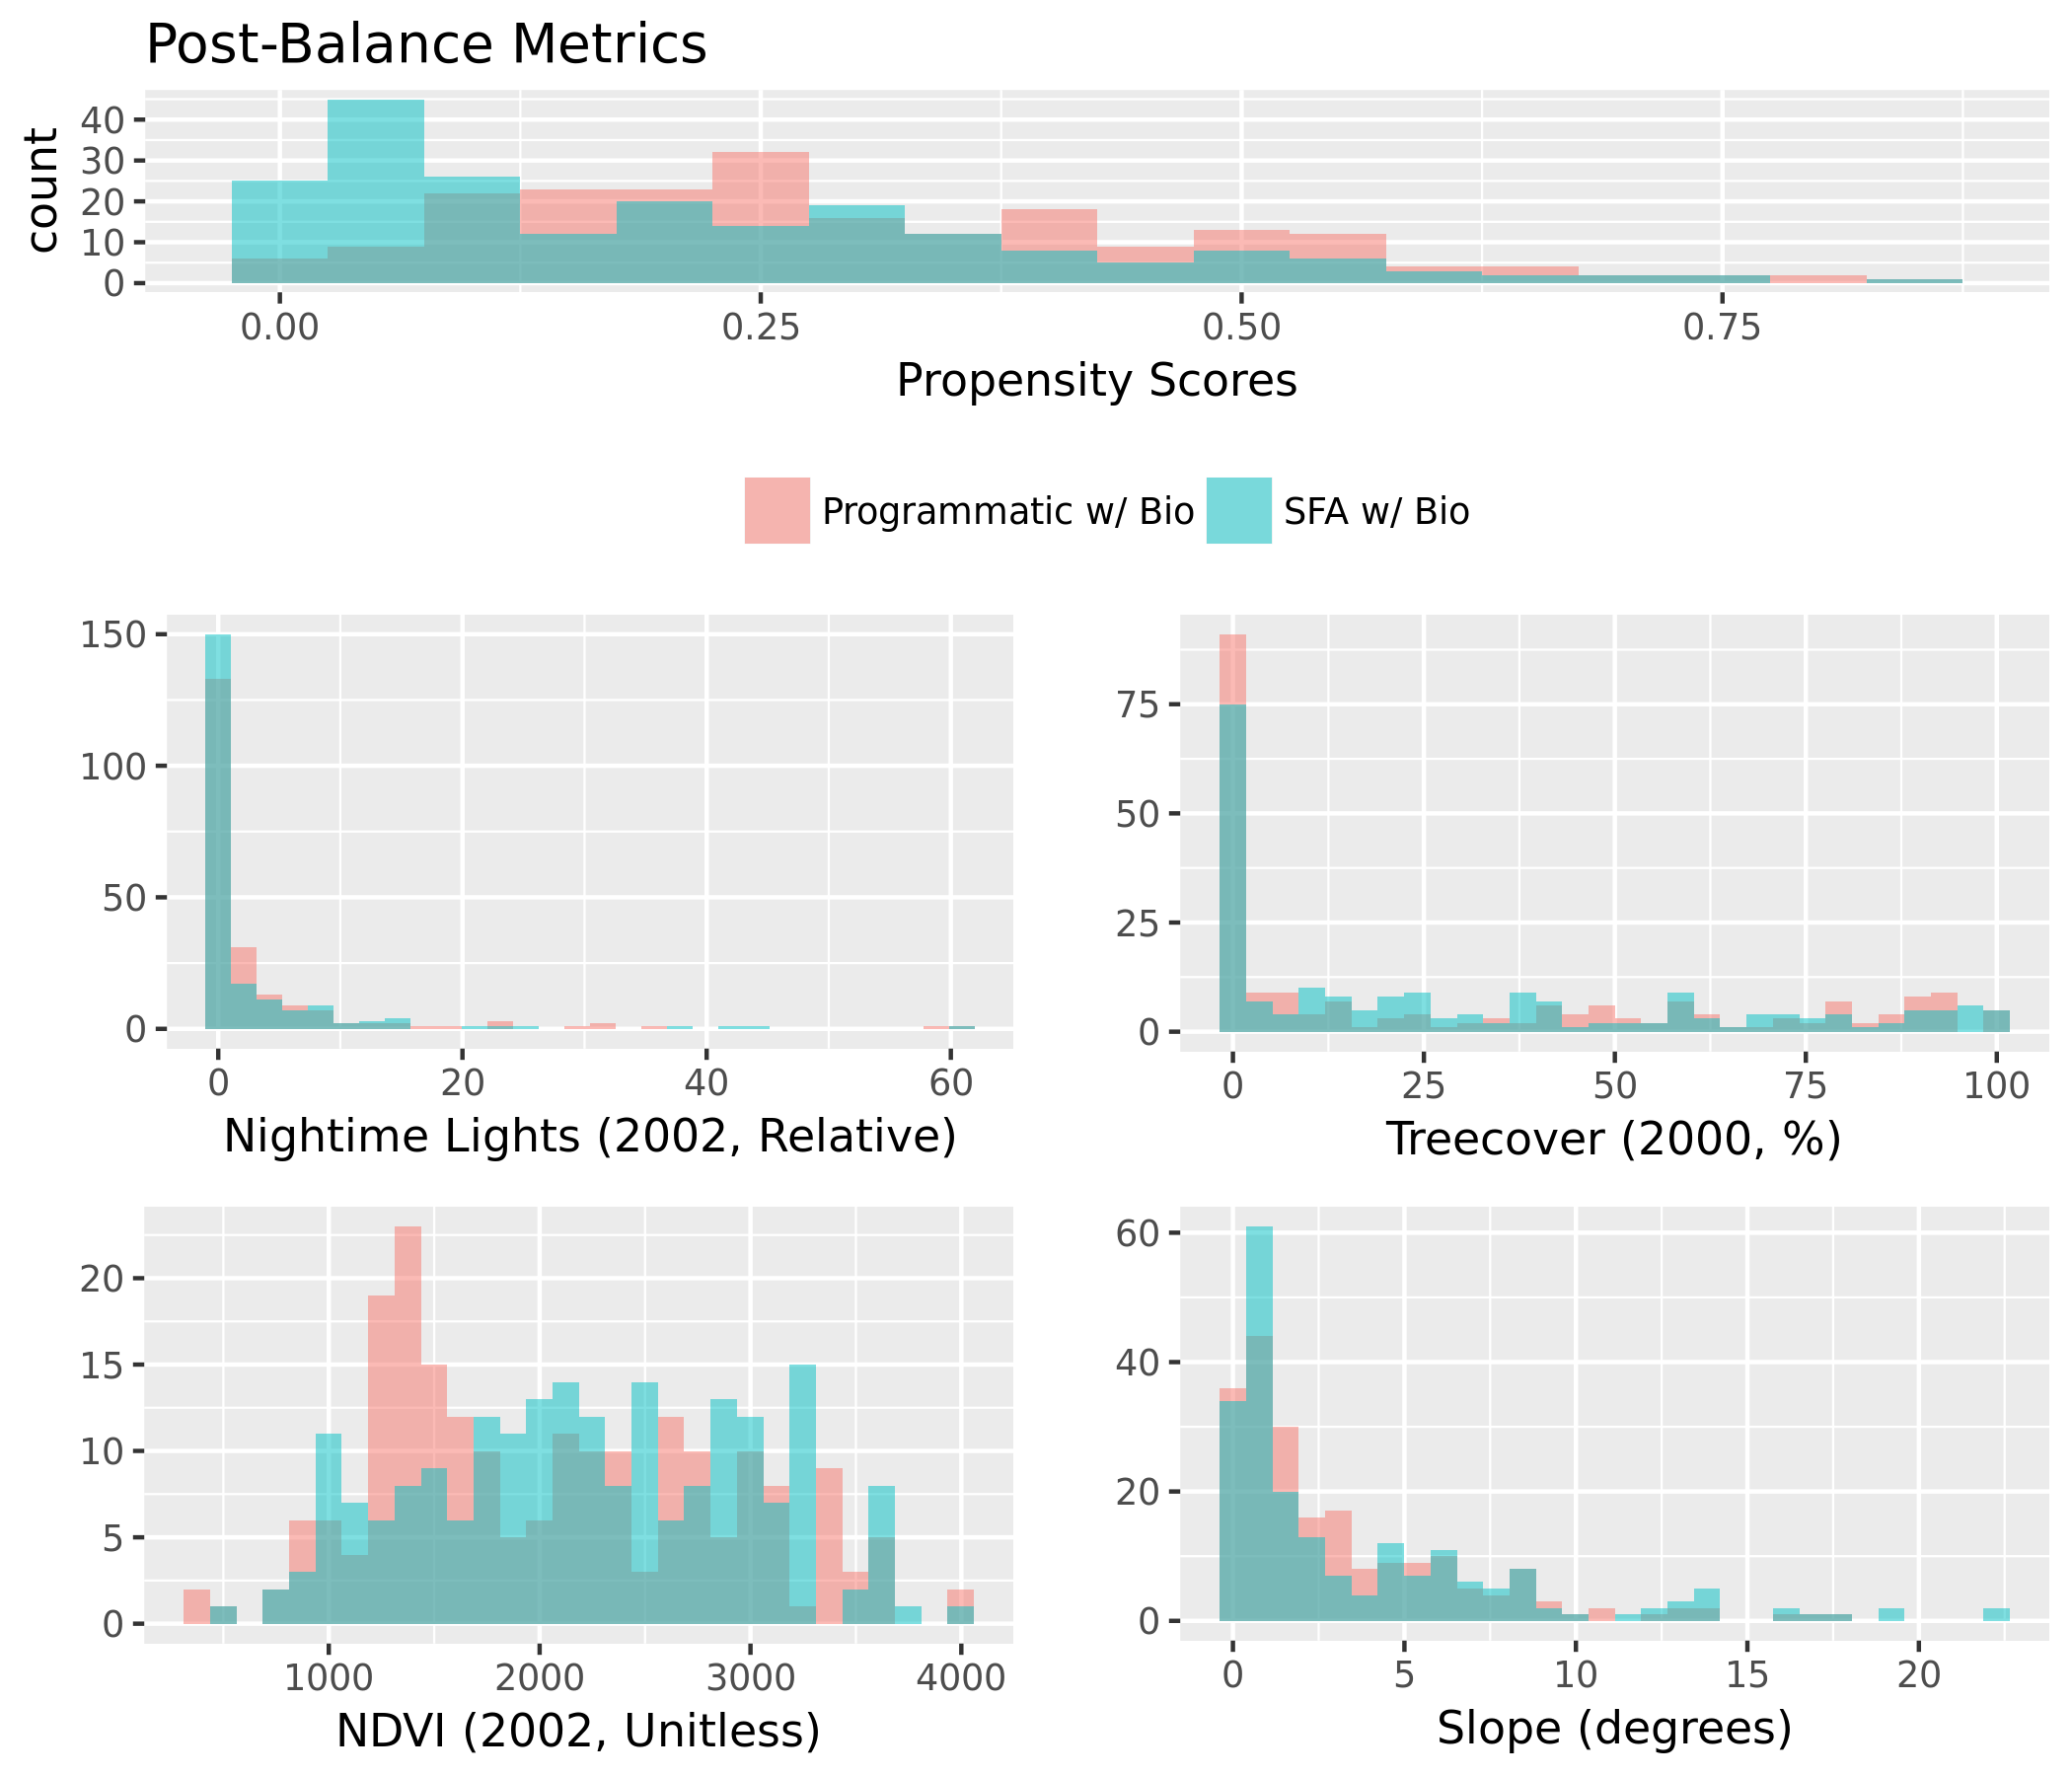 Post-Balance Metrics
count
40
30
20
10
0
0.00 0.25 0.50 0.75
Propensity Scores
Programmatic w/ Bio SFA w/ Bio
150
100
50
0
0 20 40 60
Nightime Lights (2002, Relative)
75
50
25
0
0 25 50 75 100
Treecover (2000, %)
20
15
10
5
0
1000 2000 3000 4000
NDVI (2002, Unitless)
60
40
20
0
0 5 10 15 20
Slope (degrees)